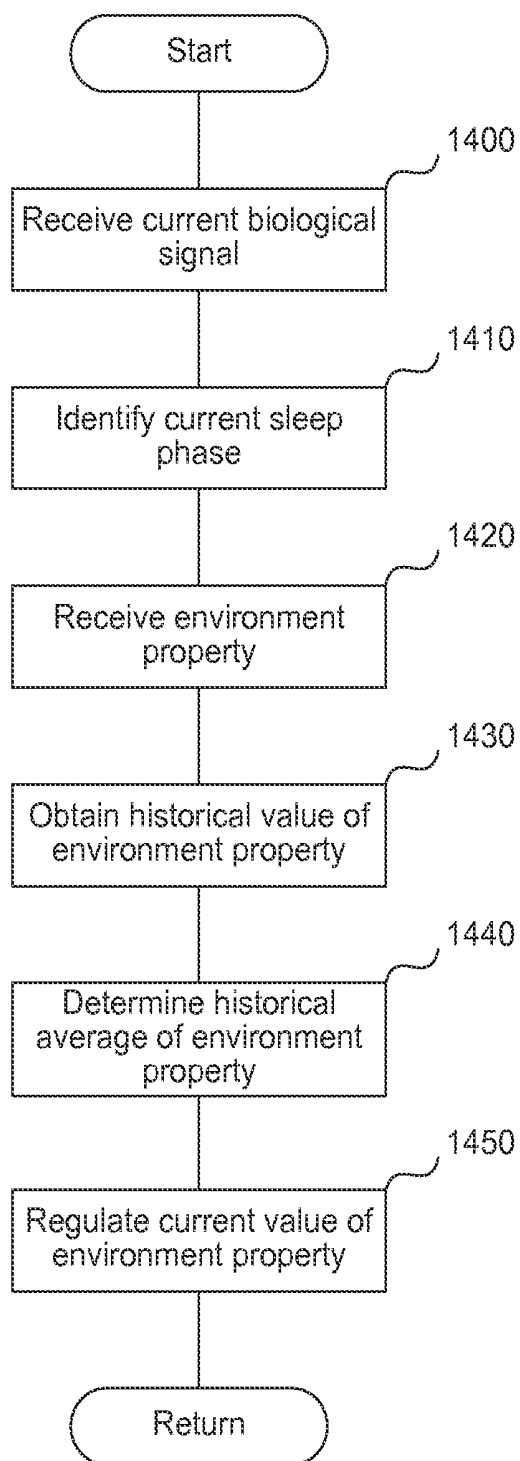 Start
1400
Receive current biological
signal
1410
Identify current sleep
phase
1420
Receive environment
property
1430
Obtain historical value of
environment property
1440
Determine historical
average of environment
property
1450
Regulate current value of
environment property
Return